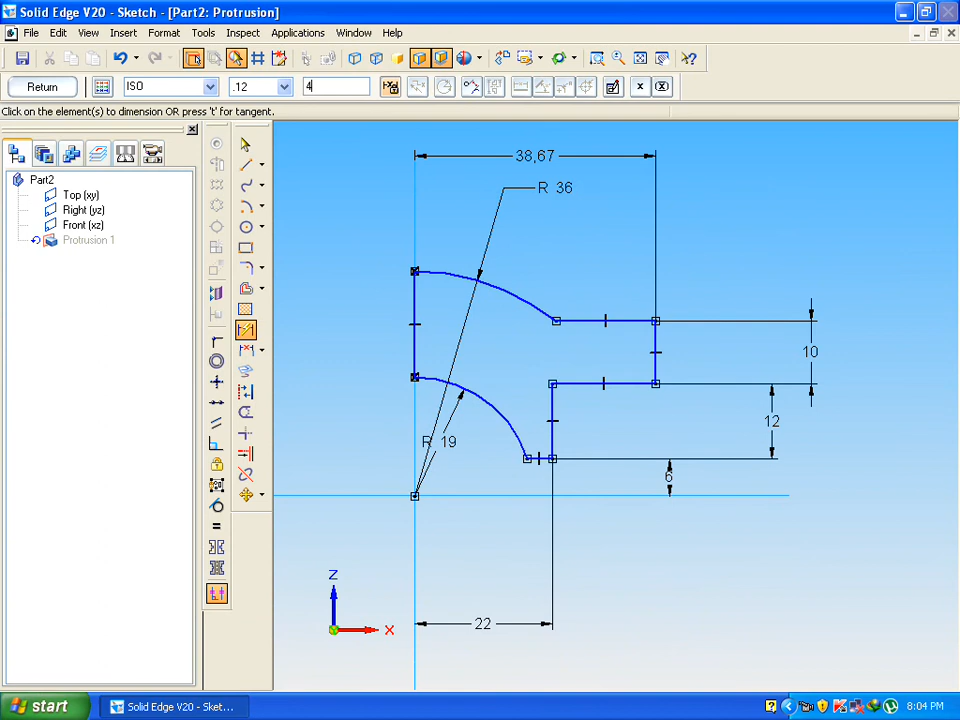 Solid Edge V20 - Sketch - [Part2: Protrusion]
File Edit View Insert Format Tools Inspect Applications Window Help
Return ISO .12 4
Click on the element(s) to dimension OR press 't' for tangent.
Part2
Top (xy)
Right (yz)
Front (xz)
Protrusion 1
38,67
R 36
10
12
R 19
6
Z
X
22
start Solid Edge V20 - Sket... 8:04 PM